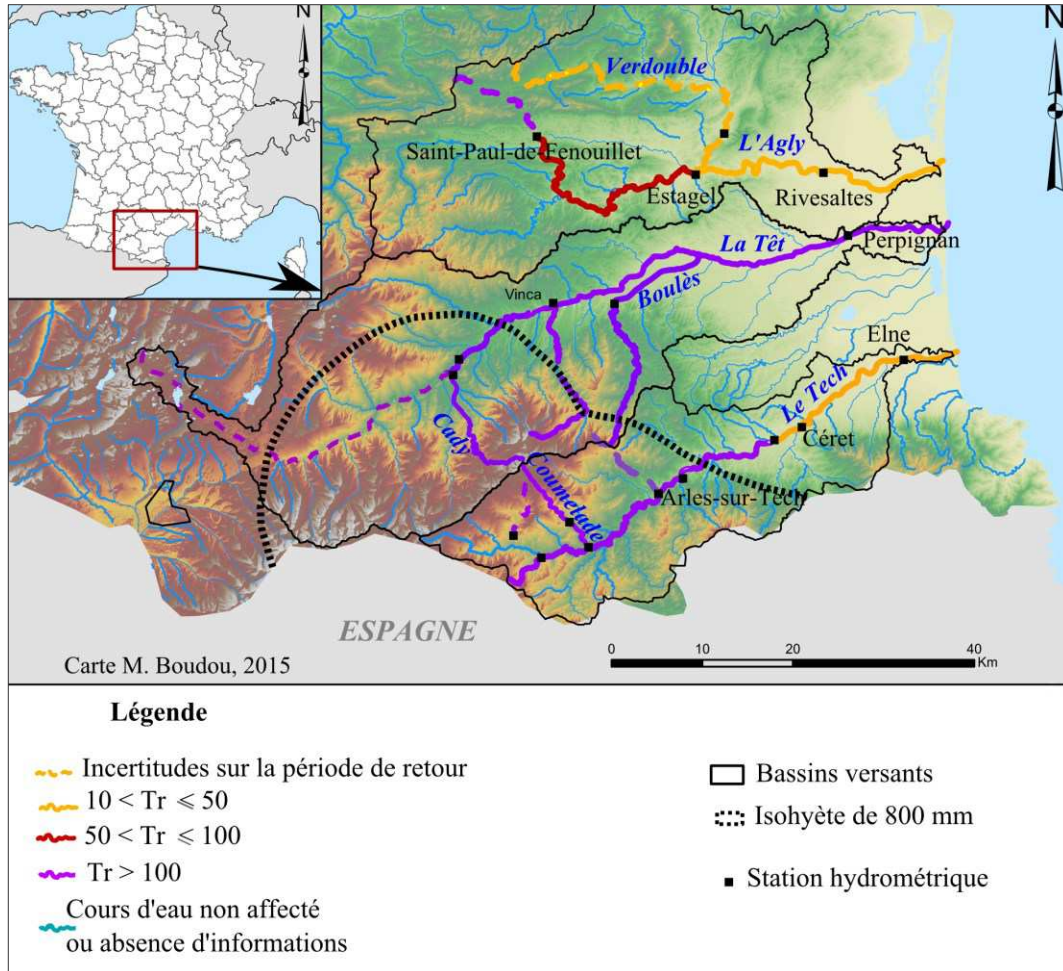 N
N
Verdouble
Saint-Paul-de-Fenouillet
L'Agly
Estagel
Rivesaltes
La Têt
Perpignan
Vinca
Boulès
Elne
Le Tech
Céret
Cady
Coumelade
Arles-sur-Tech
ESPAGNE
Carte M. Boudou, 2015
0 10 20 40
Km
Légende
Incertitudes sur la période de retour
10 < Tr ⩽ 50
50 < Tr ⩽ 100
Tr > 100
Cours d'eau non affecté
ou absence d'informations
Bassins versants
Isohyète de 800 mm
Station hydrométrique